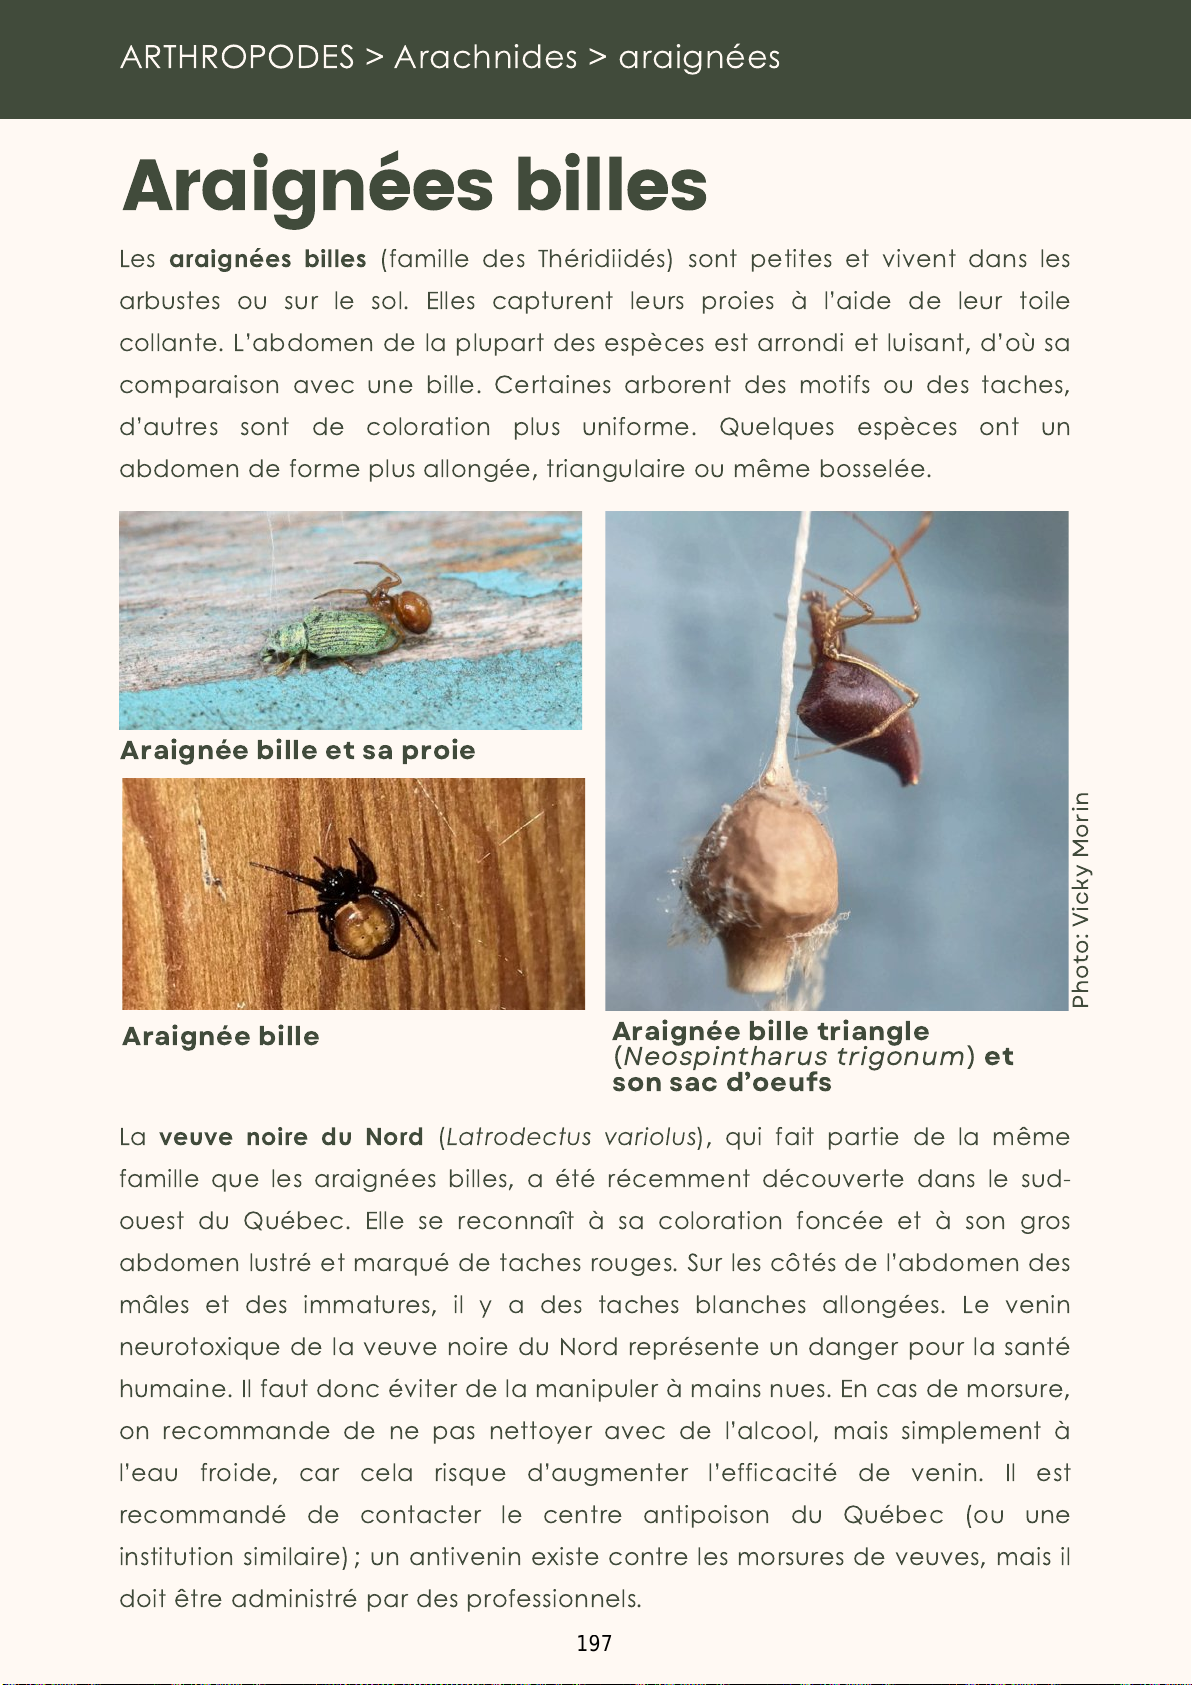 ARTHROPODES > Arachnides > araignées
Araignées billes
Les araignées billes (famille des Théridiidés) sont petites et vivent dans les
arbustes ou sur le sol. Elles capturent leurs proies à l’aide de leur toile
collante. L’abdomen de la plupart des espèces est arrondi et luisant, d’où sa
comparaison avec une bille. Certaines arborent des motifs ou des taches,
d’autres sont de coloration plus uniforme. Quelques espèces ont un
abdomen de forme plus allongée, triangulaire ou même bosselée.
Araignée bille et sa proie
Araignée bille
Photo: Vicky Morin
Araignée bille triangle
(Neospintharus trigonum) et
son sac d’oeufs
La veuve noire du Nord (Latrodectus variolus), qui fait partie de la même
famille que les araignées billes, a été récemment découverte dans le sud-
ouest du Québec. Elle se reconnaît à sa coloration foncée et à son gros
abdomen lustré et marqué de taches rouges. Sur les côtés de l’abdomen des
mâles et des immatures, il y a des taches blanches allongées. Le venin
neurotoxique de la veuve noire du Nord représente un danger pour la santé
humaine. Il faut donc éviter de la manipuler à mains nues. En cas de morsure,
on recommande de ne pas nettoyer avec de l’alcool, mais simplement à
l’eau froide, car cela risque d’augmenter l’efficacité de venin. Il est
recommandé de contacter le centre antipoison du Québec (ou une
institution similaire) ; un antivenin existe contre les morsures de veuves, mais il
doit être administré par des professionnels.
197